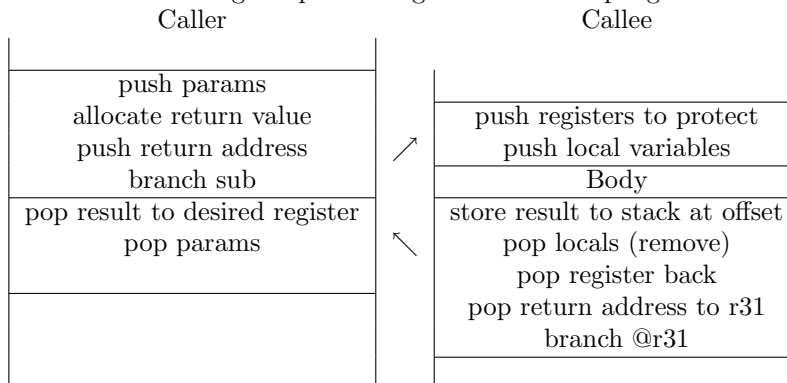 Caller
Callee
push params
allocate return value
push return address
branch sub
pop result to desired register
pop params
push registers to protect
push local variables
Body
store result to stack at offset
pop locals (remove)
pop register back
pop return address to r31
branch @r31